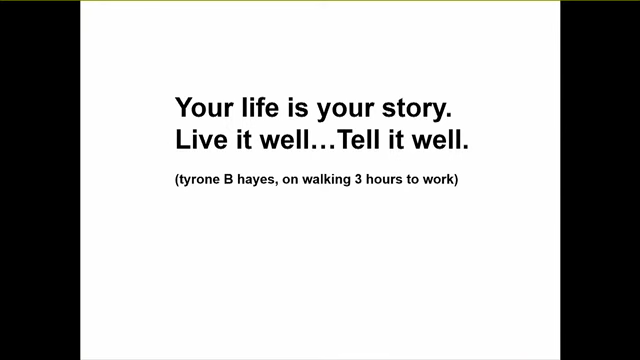 Your life is your story.
Live it well…Tell it well.
(tyrone B hayes, on walking 3 hours to work)